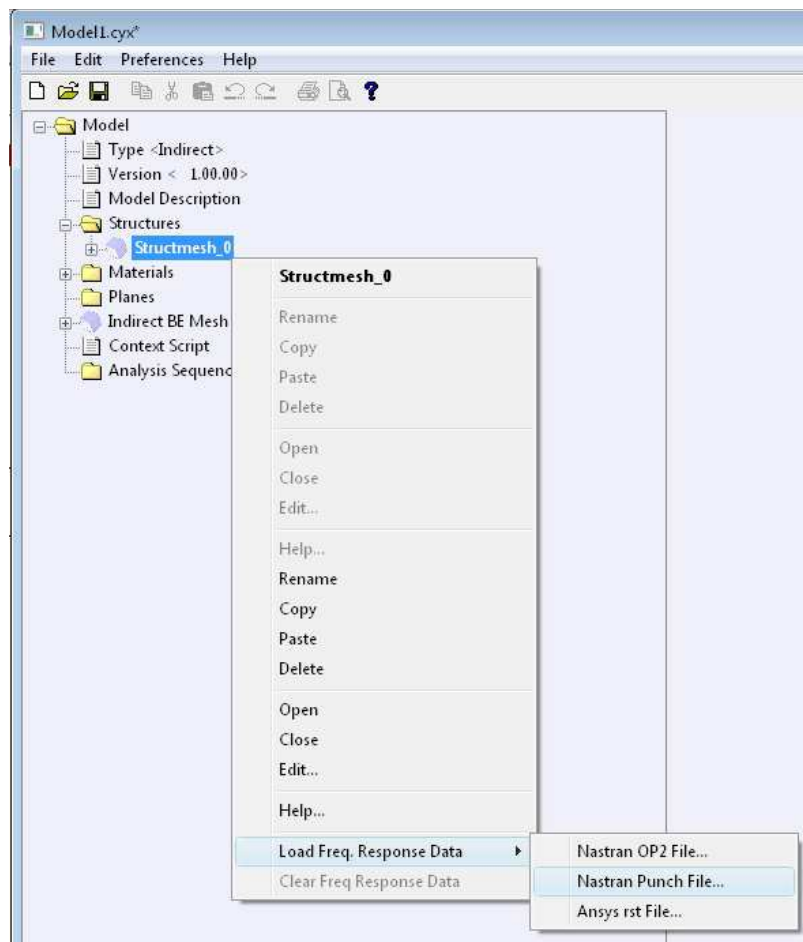 Model1.cyx*
File Edit Preferences Help
Model
Type <Indirect>
Version < 1.00.00>
Model Description
Structures
Structmesh_0
Materials
Planes
Indirect BE Mesh
Context Script
Analysis Sequenc
Structmesh_0
Rename
Copy
Paste
Delete
Open
Close
Edit...
Help...
Rename
Copy
Paste
Delete
Open
Close
Edit...
Help...
Load Freq. Response Data
Clear Freq Response Data
Nastran OP2 File...
Nastran Punch File...
Ansys rst File...